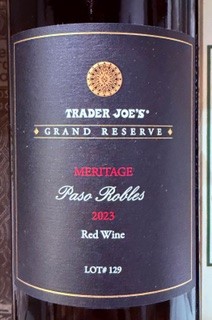 TRADER JOE'S®
GRAND RESERVE
MERITAGE
Paso Robles
2023
Red Wine
LOT# 129